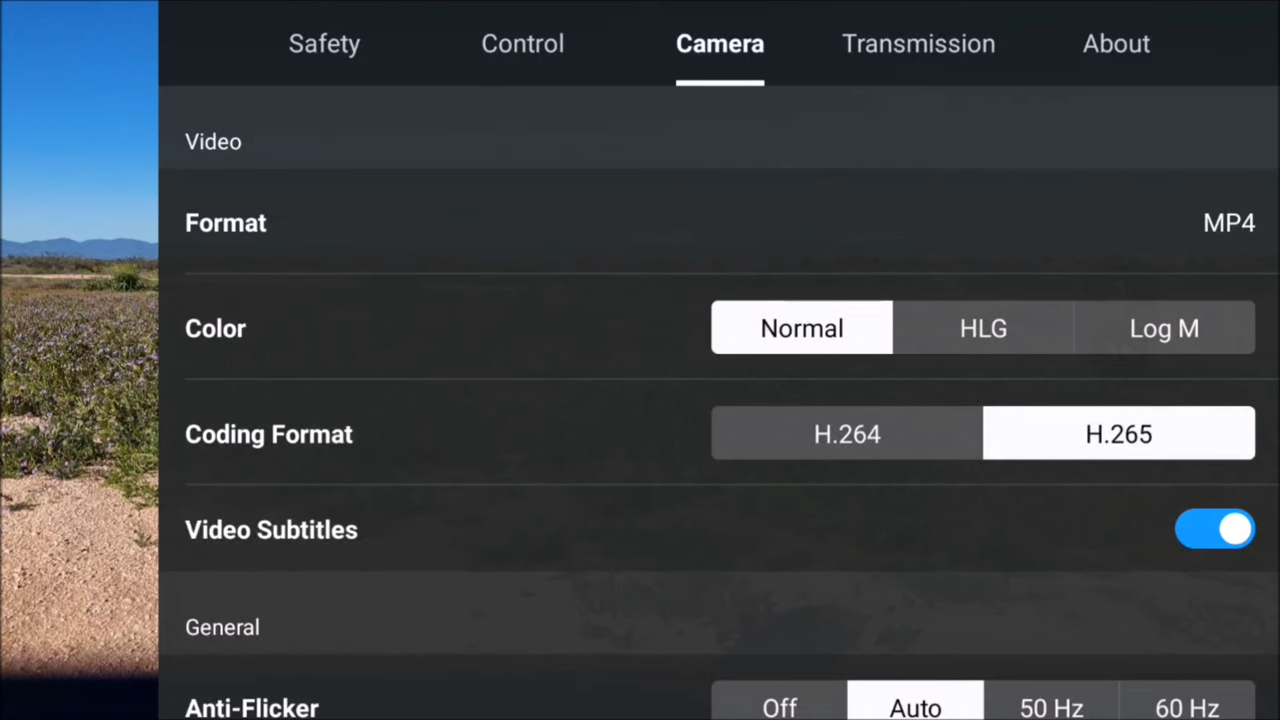 Safety Control Camera Transmission About
Video
Format MP4
Color Normal HLG Log M
Coding Format H.264 H.265
Video Subtitles
General
Anti-Flicker Off Auto 50 Hz 60 Hz